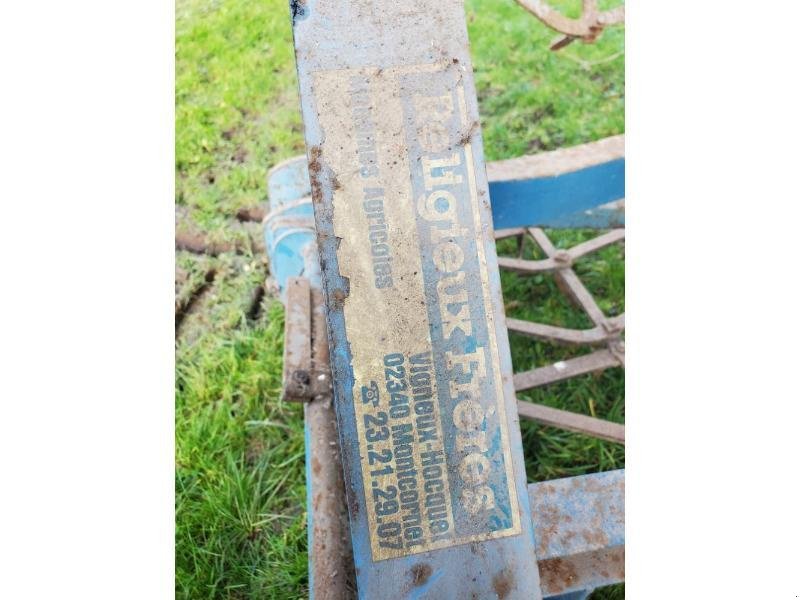 Religieux Frères
Machines Agricoles
Vigneux-Hocquet
02340 Montcornet
☎ 23.21.29.07